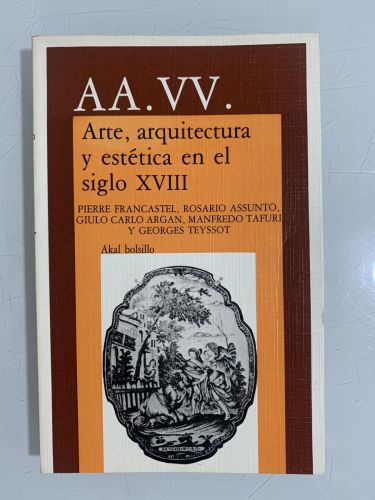 AA.VV.
Arte, arquitectura
y estética en el
siglo XVIII
PIERRE FRANCASTEL, ROSARIO ASSUNTO,
GIULO CARLO ARGAN, MANFREDO TAFURI
Y GEORGES TEYSSOT
Akal bolsillo